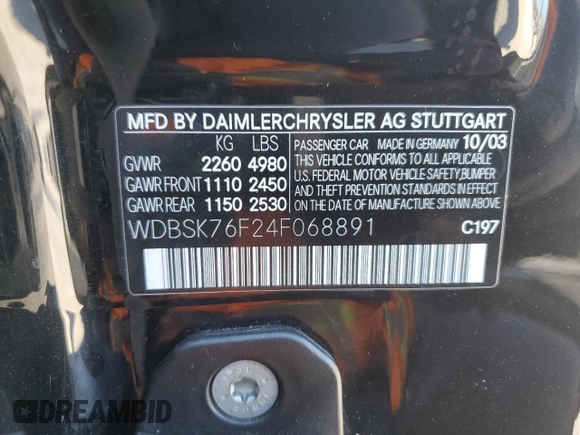 MFD BY DAIMLERCHRYSLER AG STUTTGART
KG LBS
GVWR 2260 4980
GAWR FRONT 1110 2450
GAWR REAR 1150 2530
PASSENGER CAR MADE IN GERMANY 10/03
THIS VEHICLE CONFORMS TO ALL APPLICABLE
U.S. FEDERAL MOTOR VEHICLE SAFETY, BUMPER,
AND THEFT PREVENTION STANDARDS IN EFFECT
ON THE DATE OF MANUFACTURE SHOWN ABOVE.
WDBSK76F24F068891 C197
DREAMBID